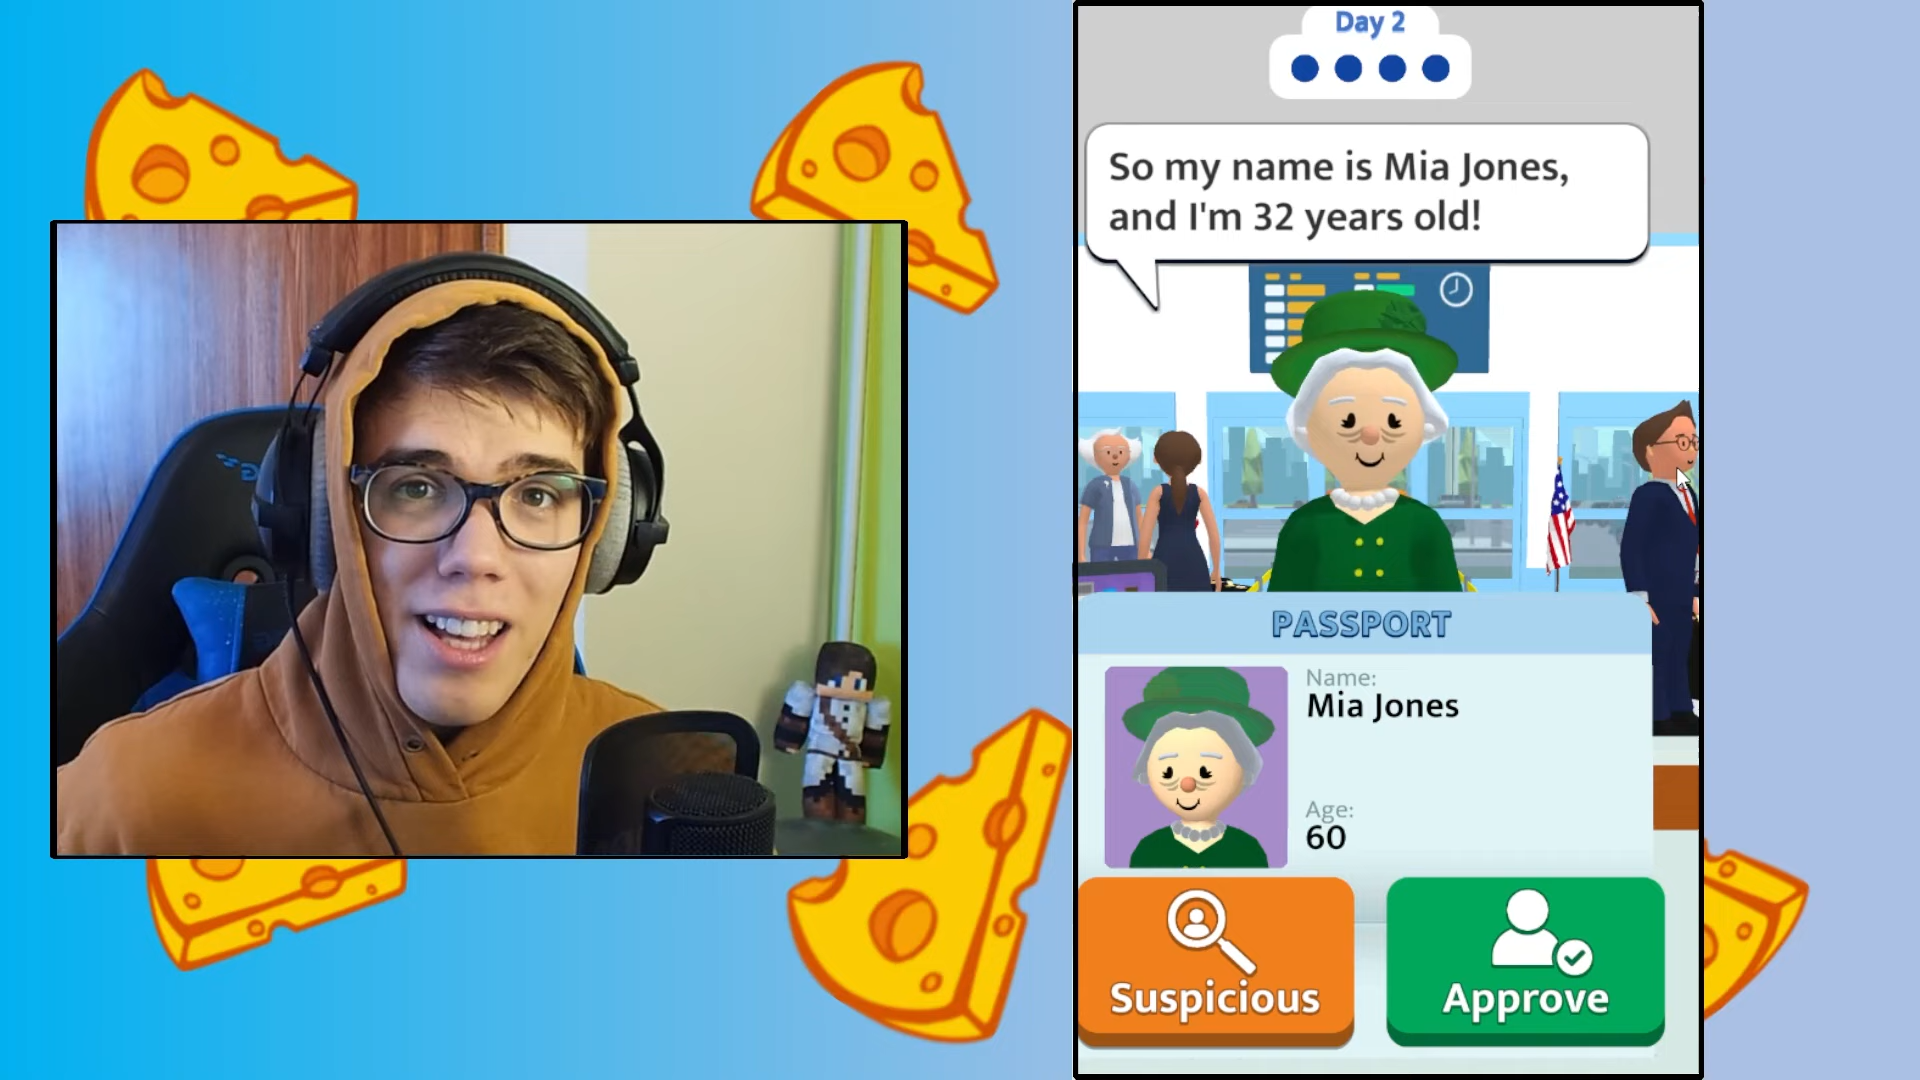 Day 2
So my name is Mia Jones,
and I'm 32 years old!
PASSPORT
Name:
Mia Jones
Age:
60
Suspicious
Approve